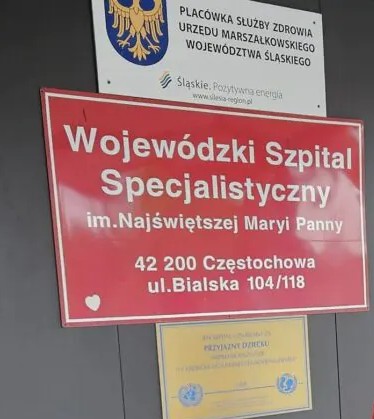 PLACÓWKA SŁUŻBY ZDROWIA
URZĘDU MARSZAŁKOWSKIEGO
WOJEWÓDZTWA ŚLĄSKIEGO
Śląskie. Pozytywna energia
www.silesia-region.pl
Wojewódzki Szpital
Specjalistyczny
im.Najświętszej Maryi Panny
42 200 Częstochowa
ul.Bialska 104/118
PRZYJAZNY DZIECKU